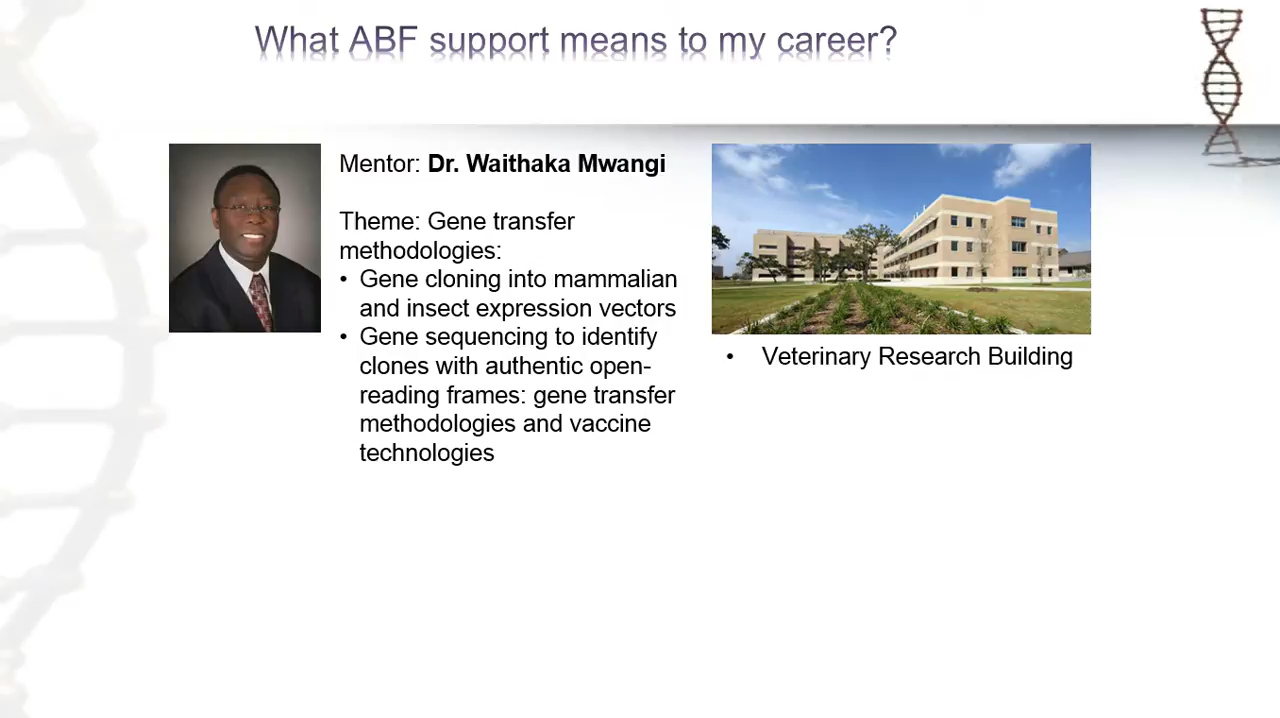 What ABF support means to my career?
Mentor: Dr. Waithaka Mwangi
Theme: Gene transfer
methodologies:
• Gene cloning into mammalian
and insect expression vectors
• Gene sequencing to identify
clones with authentic open-
reading frames: gene transfer
methodologies and vaccine
technologies
• Veterinary Research Building